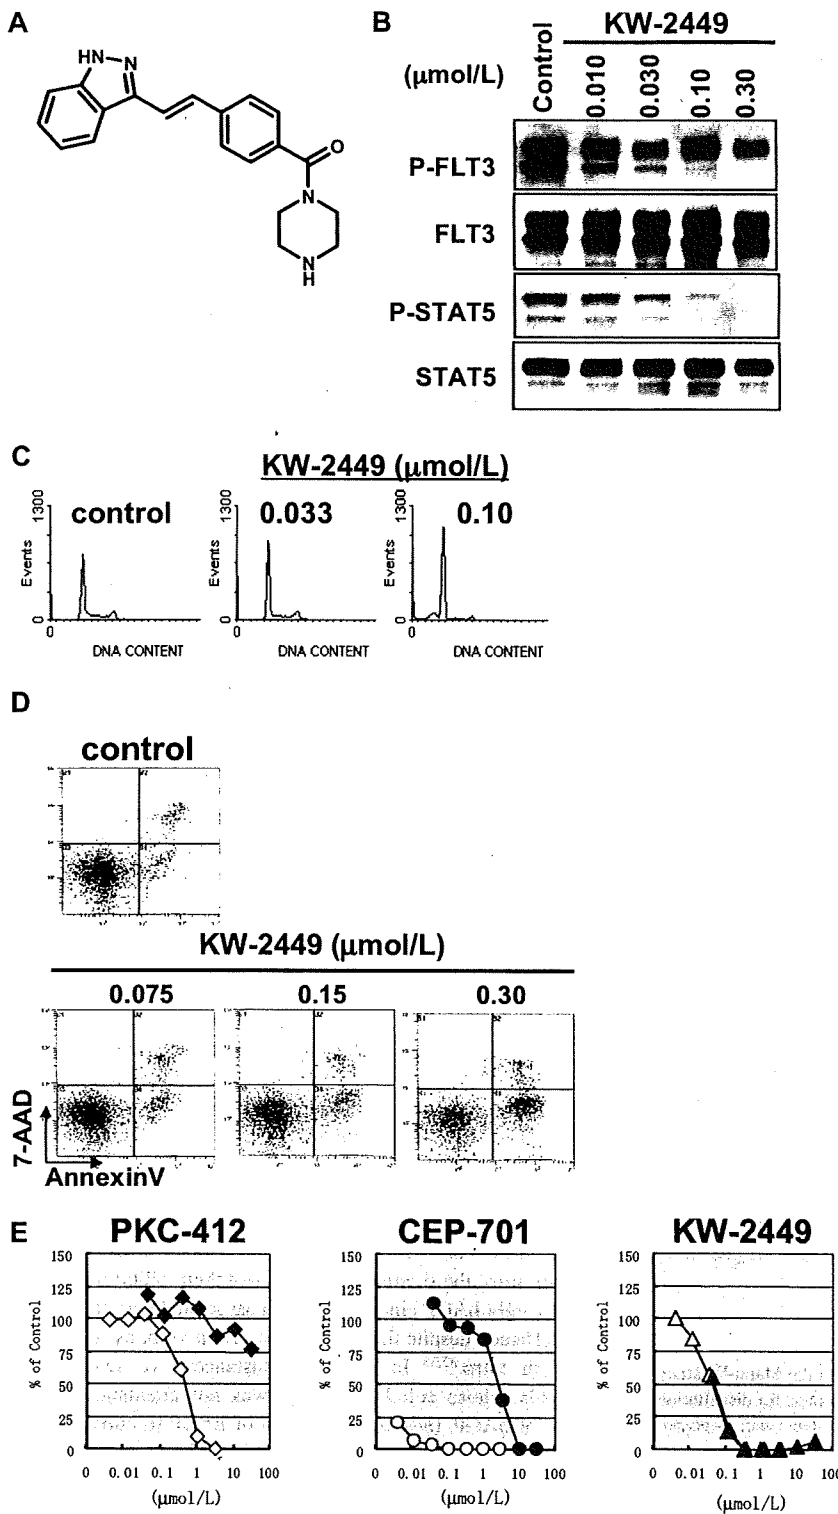 A
HN
N
O
N
N
H
B
KW-2449
(μmol/L)
Control
0.010
0.030
0.10
0.30
P-FLT3
FLT3
P-STAT5
STAT5
C
KW-2449 (μmol/L)
control
0.033
0.10
1300
Events
0
0
DNA CONTENT
1300
Events
0
0
DNA CONTENT
1300
Events
0
0
DNA CONTENT
D
control
KW-2449 (μmol/L)
0.075
0.15
0.30
7-AAD
AnnexinV
E
PKC-412
CEP-701
KW-2449
% of Control
150
125
100
75
50
25
0
0 0.01 0.1 1 10 100
(μmol/L)
% of Control
150
125
100
75
50
25
0
0 0.01 0.1 1 10 100
(μmol/L)
% of Control
150
125
100
75
50
25
0
0 0.01 0.1 1 10 100
(μmol/L)